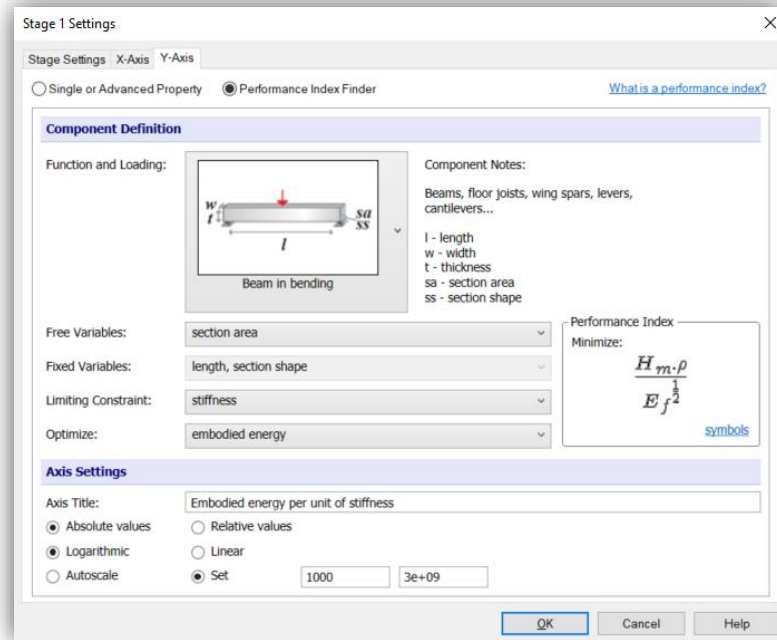 Stage 1 Settings
Stage Settings X-Axis Y-Axis
Single or Advanced Property Performance Index Finder What is a performance index?
Component Definition
Function and Loading:
w
t
l
sa
ss
Beam in bending
Component Notes:
Beams, floor joists, wing spars, levers,
cantilevers...
l - length
w - width
t - thickness
sa - section area
ss - section shape
Free Variables: section area
Fixed Variables: length, section shape
Limiting Constraint: stiffness
Optimize: embodied energy
Performance Index
Minimize:
H m·ρ
E f 1/2
symbols
Axis Settings
Axis Title: Embodied energy per unit of stiffness
Absolute values Relative values
Logarithmic Linear
Autoscale Set 1000 3e+09
OK Cancel Help